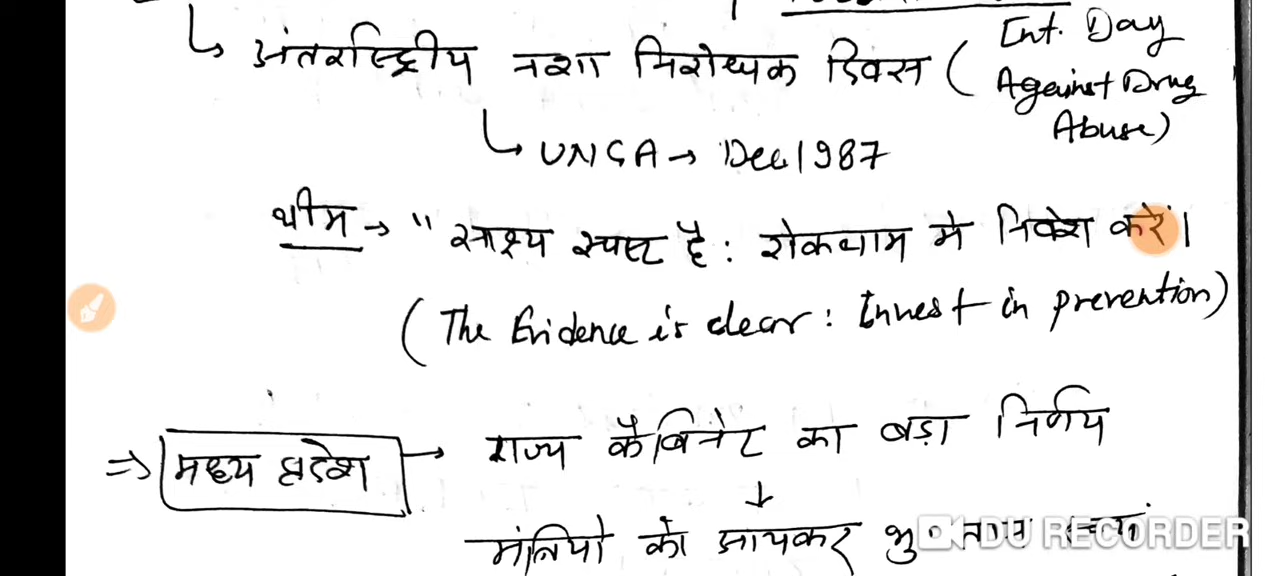 अंतर्राष्ट्रीय नशा निरोधक दिवस ( Int. Day
Against Drug
Abuse)
UNGA → Dec 1987
थीम → " साक्ष्य स्पष्ट है : रोकथाम मे निवेश करें।
( The Evidence is clear : Invest in prevention)
⇒ मध्य प्रदेश → राज्य कैबिनेट का बड़ा निर्णय
↓
मंत्रियो को आयकर
DU RECORDER